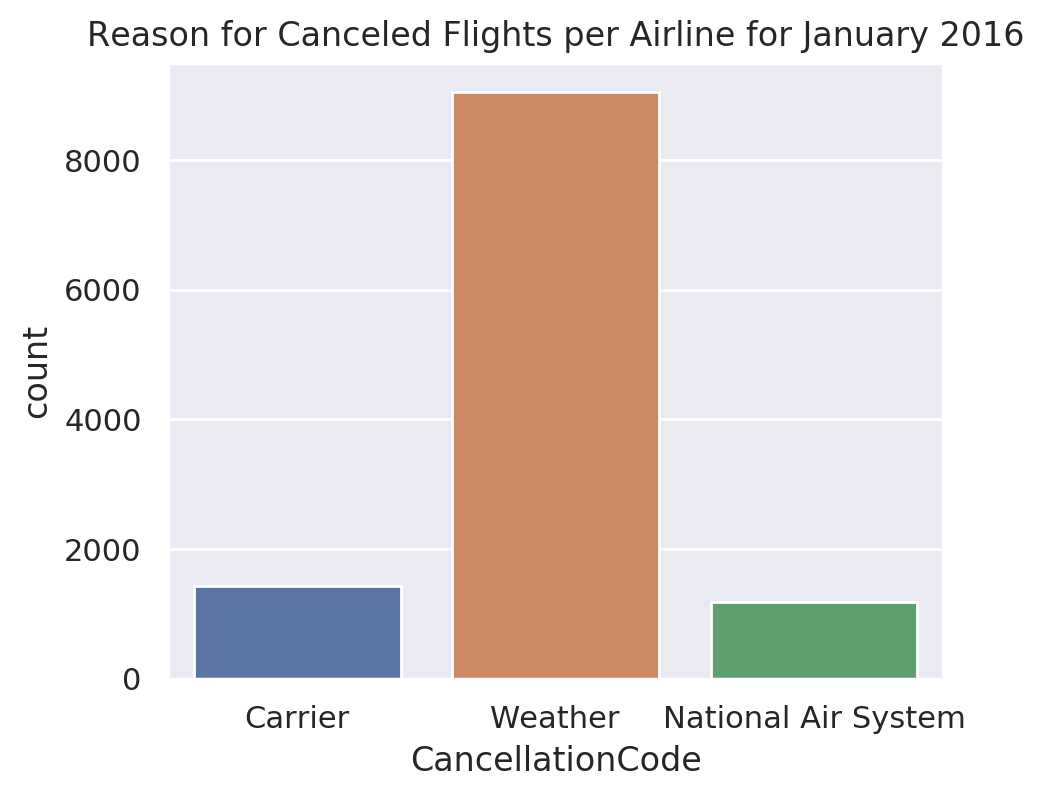 Reason for Canceled Flights per Airline for January 2016
8000
6000
4000
2000
0
count
Carrier Weather National Air System
CancellationCode